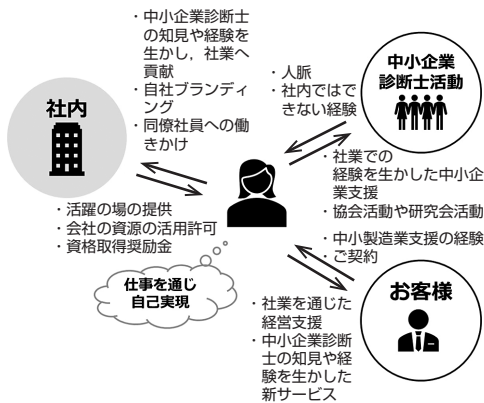 ・中小企業診断士
の知見や経験を
生かし，社業へ
貢献
・自社ブランディ
ング
・同僚社員への働
きかけ
社内
・人脈
・社内ではで
きない経験
中小企業
診断士活動
・活躍の場の提供
・会社の資源の活用許可
・資格取得奨励金
・社業での
経験を生かした中小企
業支援
・協会活動や研究会活動
仕事を通じ
自己実現
・中小製造業支援の経験
・ご契約
お客様
・社業を通じた
経営支援
・中小企業診断
士の知見や経
験を生かした
新サービス